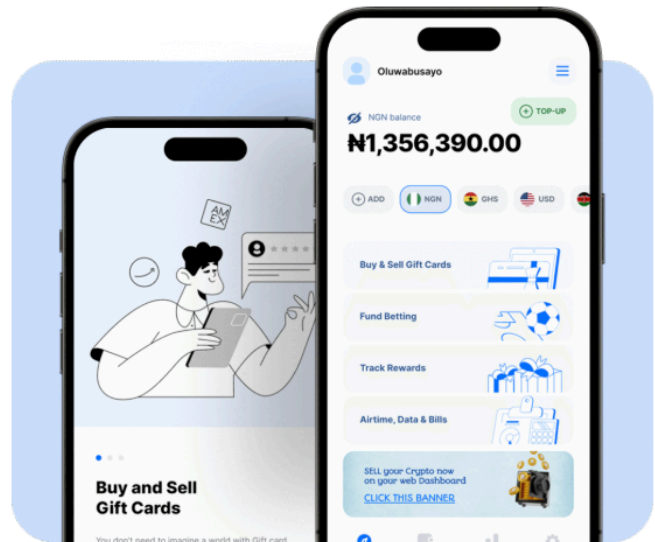 AM
EX
Buy and Sell
Gift Cards
You don't need to imagine a world with Gift card
Oluwabusayo
NGN balance
TOP-UP
₦1,356,390.00
ADD
NGN
GHS
USD
Buy & Sell Gift Cards
Fund Betting
Track Rewards
Airtime, Data & Bills
SELL your Crypto now
on your web Dashboard
CLICK THIS BANNER